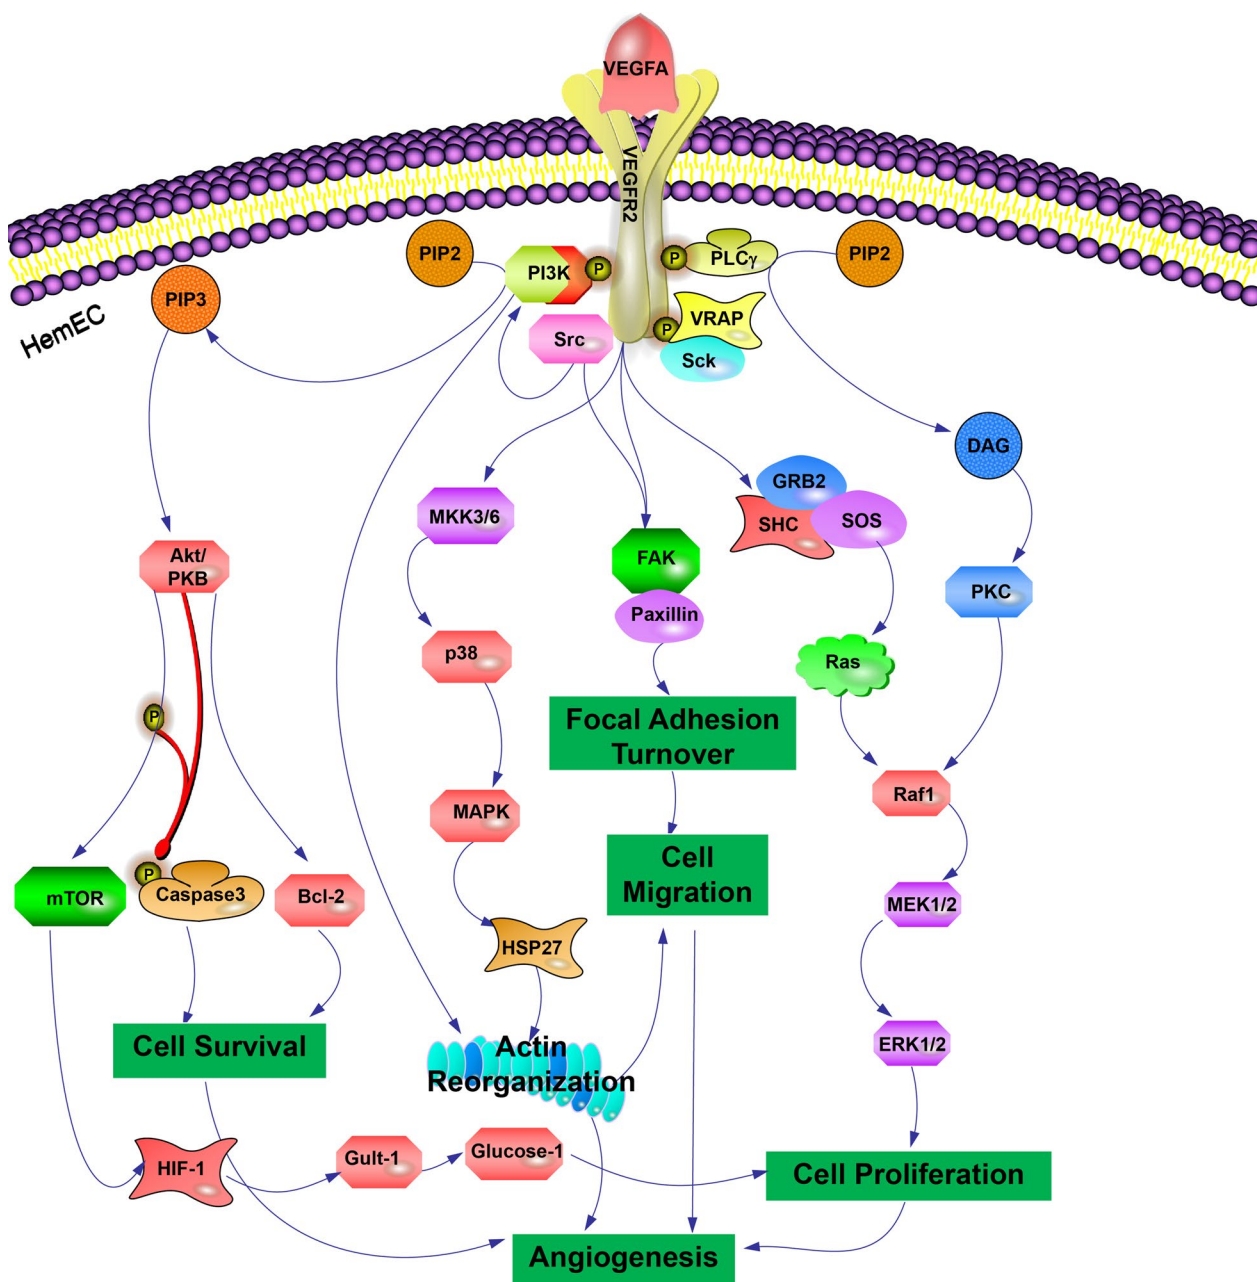 VEGFA
VEGFR2
PIP2
PI3K
P
P
PLCγ
PIP2
PIP3
HemEC
Src
P
VRAP
Sck
DAG
GRB2
SHC
SOS
MKK3/6
Akt/
PKB
FAK
Paxillin
PKC
p38
Ras
P
Focal Adhesion
Turnover
Raf1
MAPK
Cell
Migration
P
mTOR
Caspase3
Bcl-2
MEK1/2
HSP27
Cell Survival
Actin
Reorganization
ERK1/2
HIF-1
Gult-1
Glucose-1
Cell Proliferation
Angiogenesis